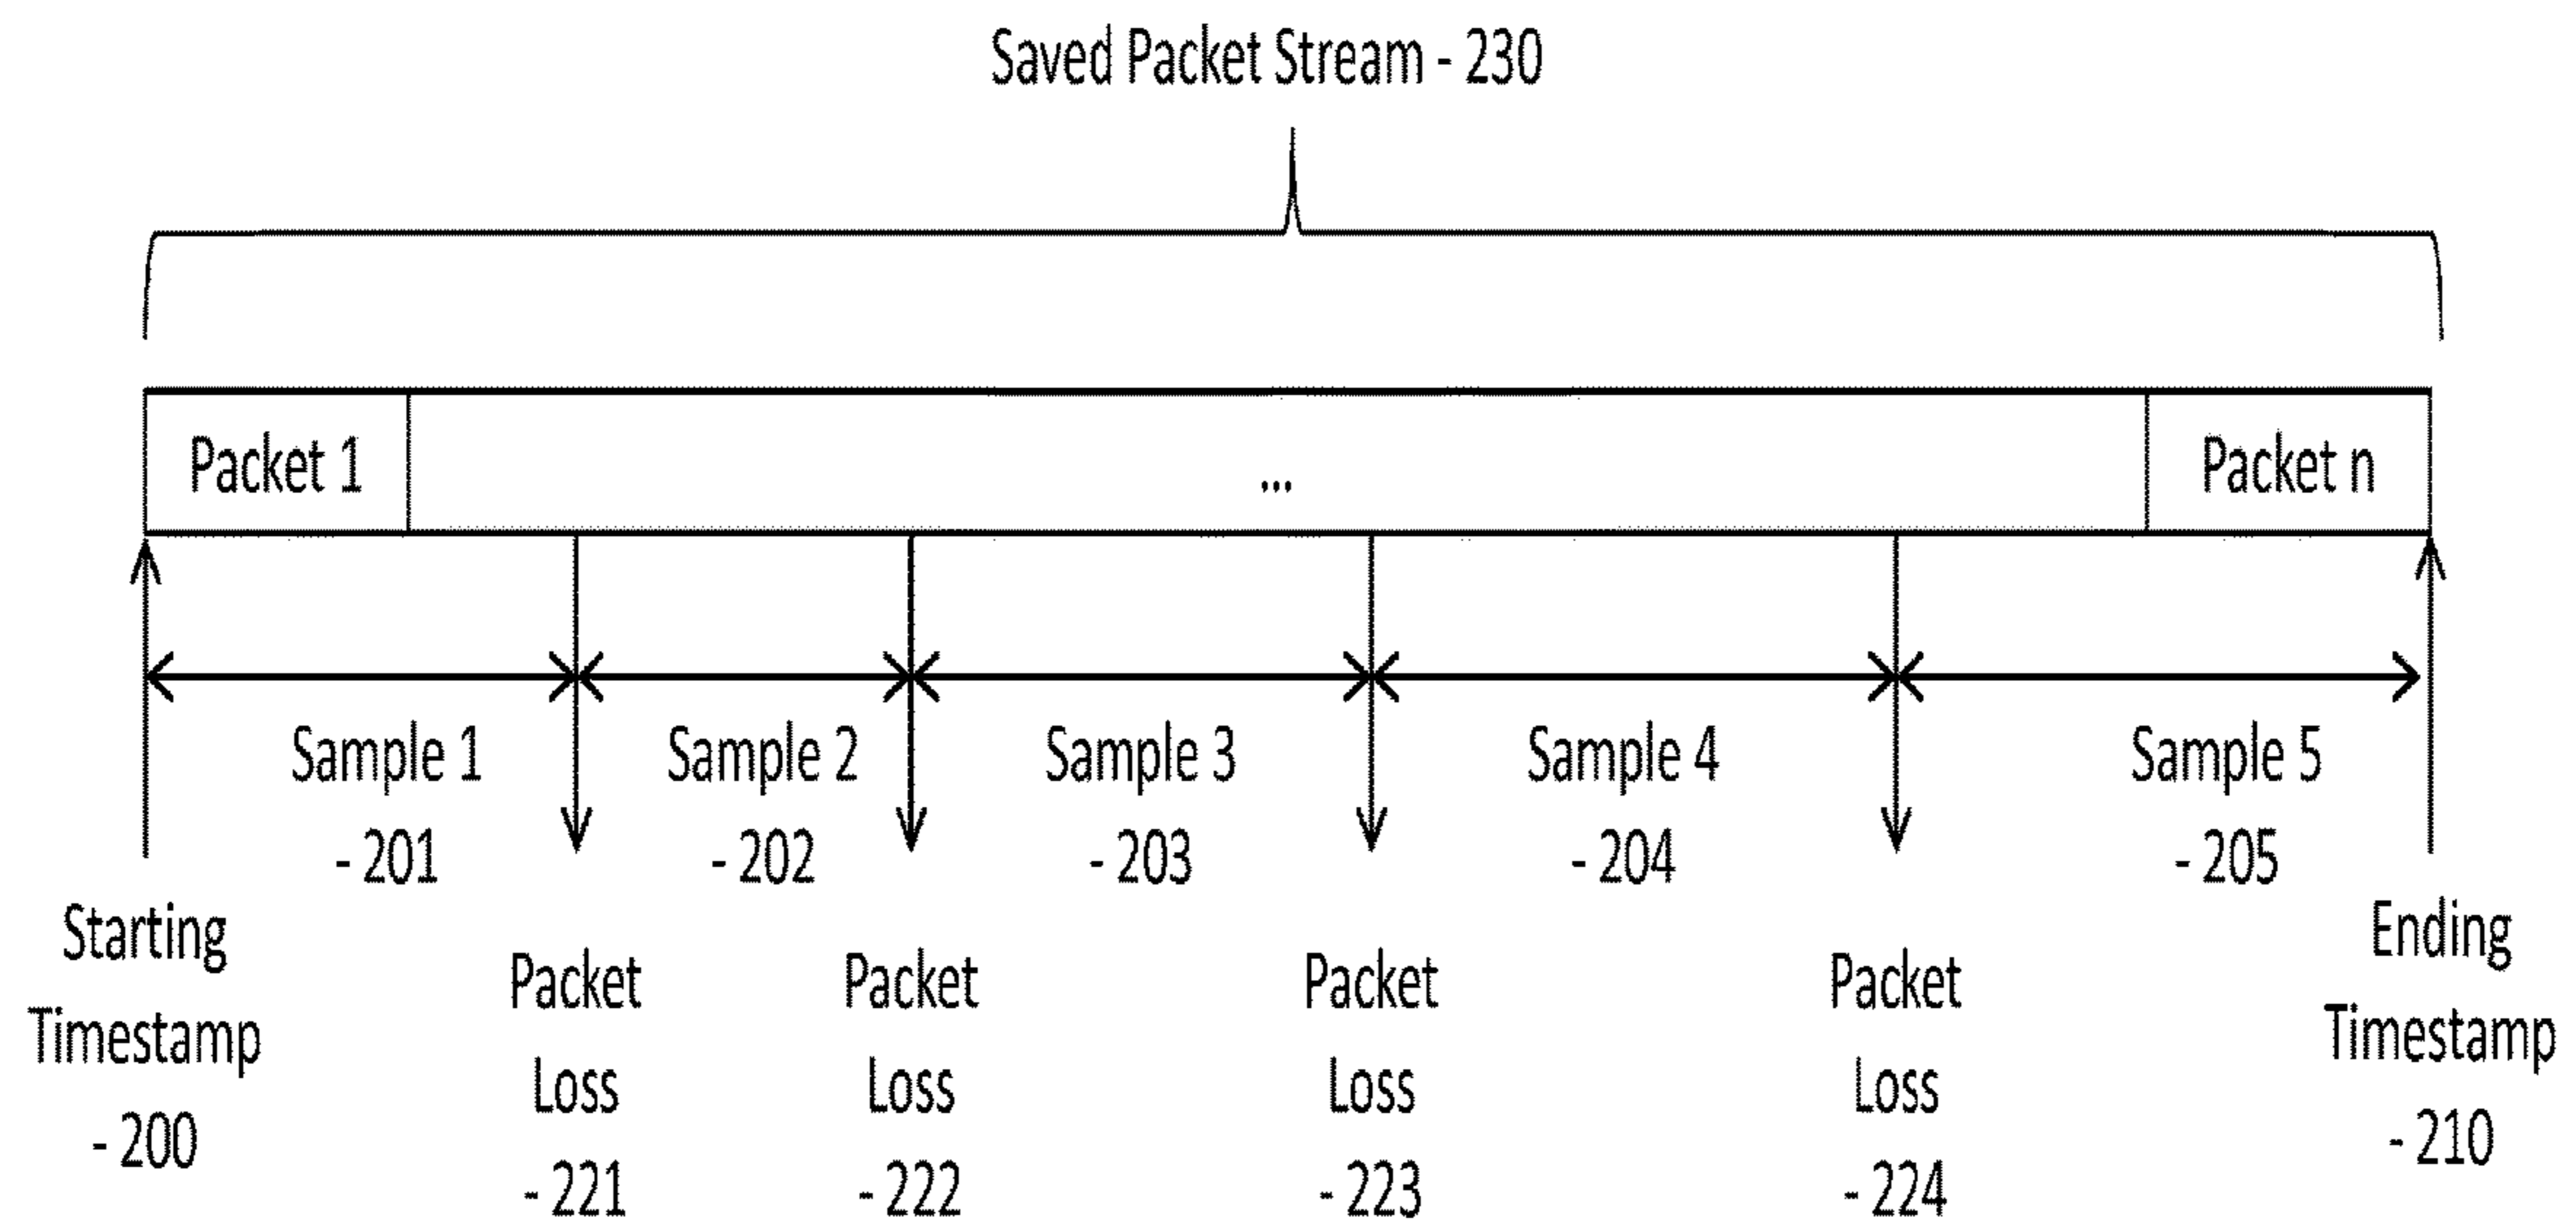 Saved Packet Stream - 230
Packet 1
...
Packet n
Sample 1
- 201
Sample 2
- 202
Sample 3
- 203
Sample 4
- 204
Sample 5
- 205
Starting
Timestamp
- 200
Packet
Loss
- 221
Packet
Loss
- 222
Packet
Loss
- 223
Packet
Loss
- 224
Ending
Timestamp
- 210